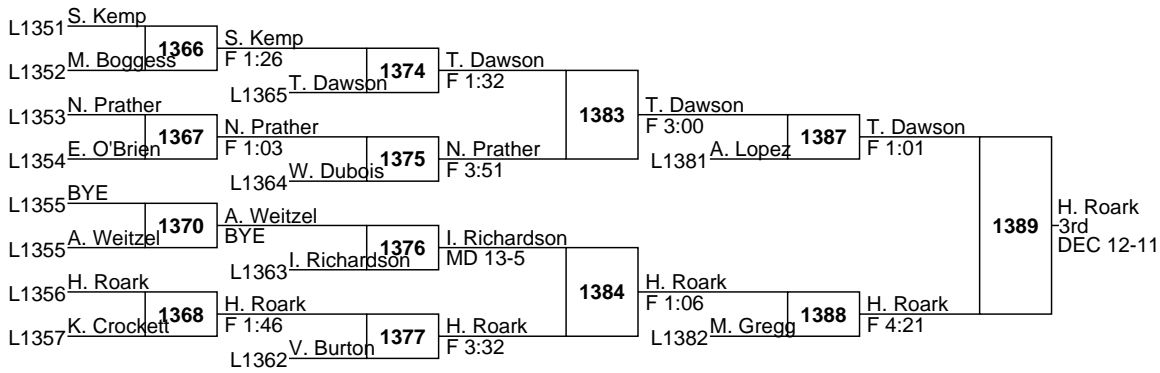 S. Kemp
L1351
1366
S. Kemp
F 1:26
M. Boggess
L1352
1374
T. Dawson
F 1:32
T. Dawson
L1365
N. Prather
L1353
1383
T. Dawson
F 3:00
1367
N. Prather
F 1:03
1387
T. Dawson
F 1:01
E. O'Brien
L1354
1375
N. Prather
F 3:51
A. Lopez
L1381
W. Dubois
L1364
BYE
L1355
1370
A. Weitzel
BYE
1389
H. Roark
3rd
DEC 12-11
A. Weitzel
L1355
1376
I. Richardson
MD 13-5
I. Richardson
L1363
H. Roark
L1356
1384
H. Roark
F 1:06
1368
H. Roark
F 1:46
1388
H. Roark
F 4:21
K. Crockett
L1357
1377
H. Roark
F 3:32
M. Gregg
L1382
V. Burton
L1362